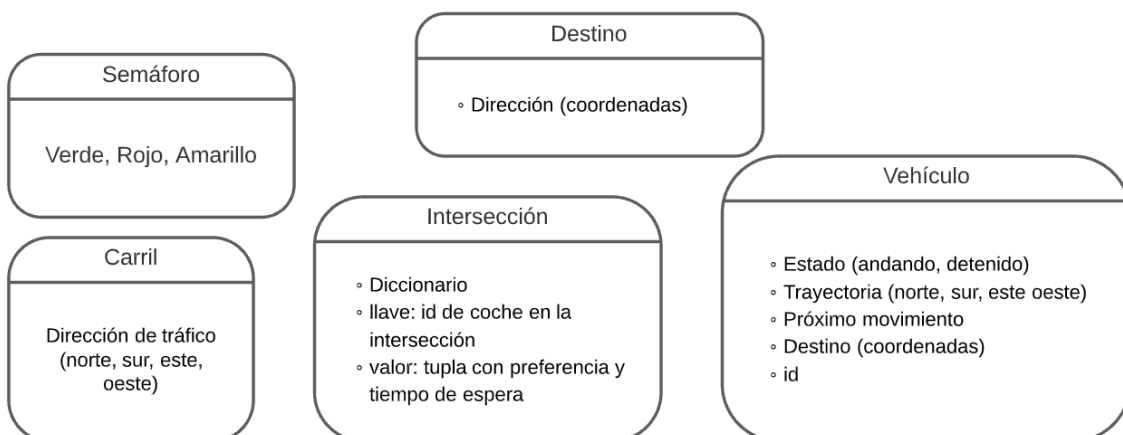 Semáforo
Verde, Rojo, Amarillo
Destino
◦ Dirección (coordenadas)
Carril
Dirección de tráfico
(norte, sur, este,
oeste)
Intersección
◦ Diccionario
◦ llave: id de coche en la
intersección
◦ valor: tupla con preferencia y
tiempo de espera
Vehículo
◦ Estado (andando, detenido)
◦ Trayectoria (norte, sur, este oeste)
◦ Próximo movimiento
◦ Destino (coordenadas)
◦ id